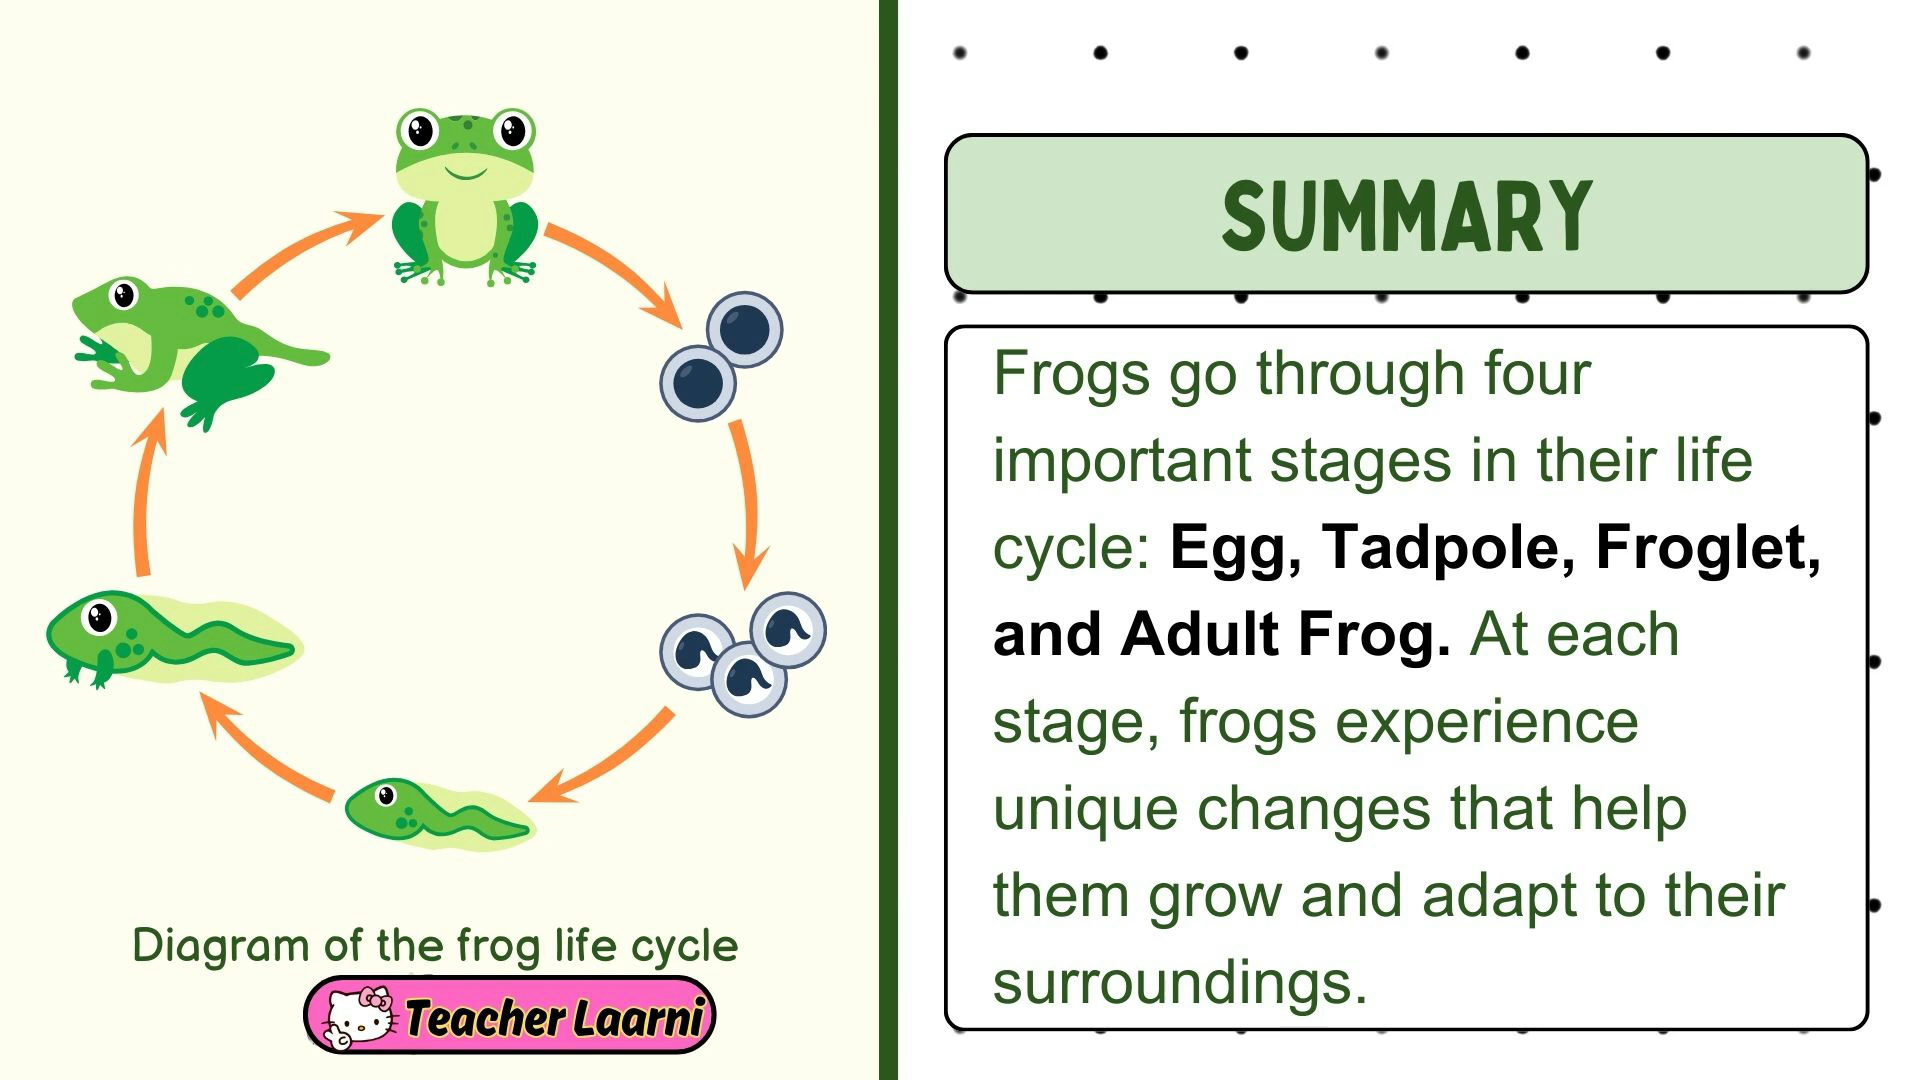 Diagram of the frog life cycle
Teacher Laarni
SUMMARY
Frogs go through four
important stages in their life
cycle: Egg, Tadpole, Froglet,
and Adult Frog. At each
stage, frogs experience
unique changes that help
them grow and adapt to their
surroundings.